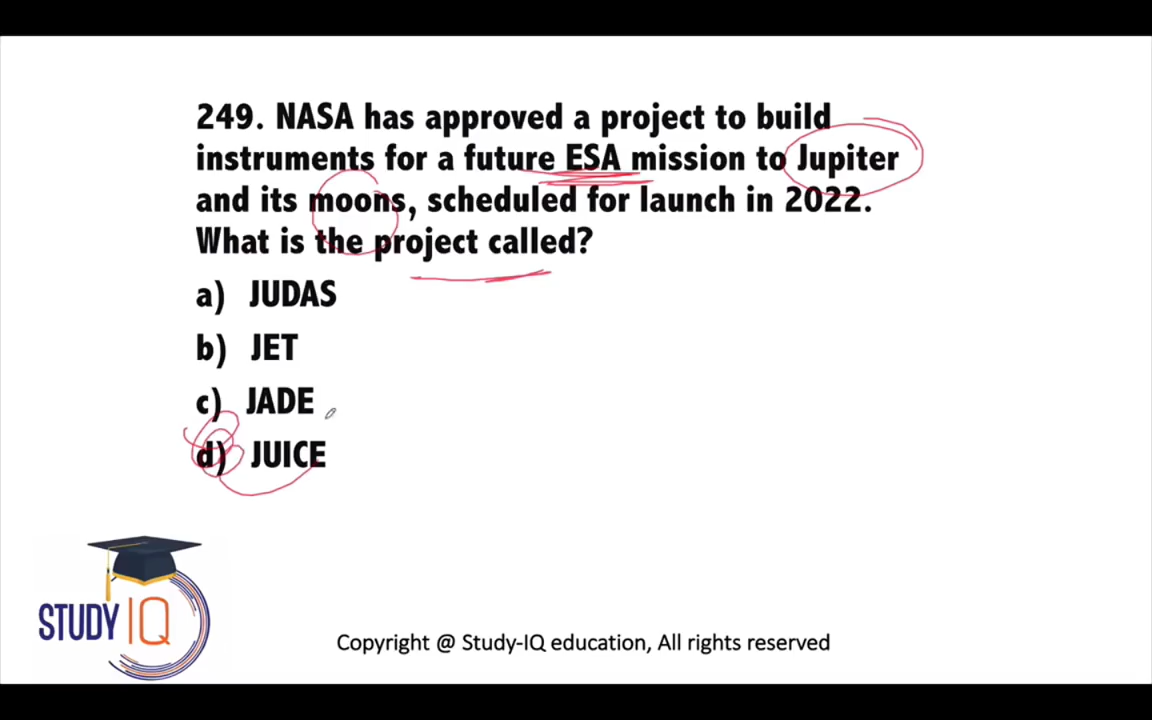 249. NASA has approved a project to build
instruments for a future ESA mission to Jupiter
and its moons, scheduled for launch in 2022.
What is the project called?
a) JUDAS
b) JET
c) JADE
d) JUICE
STUDY IQ
Copyright @ Study-IQ education, All rights reserved